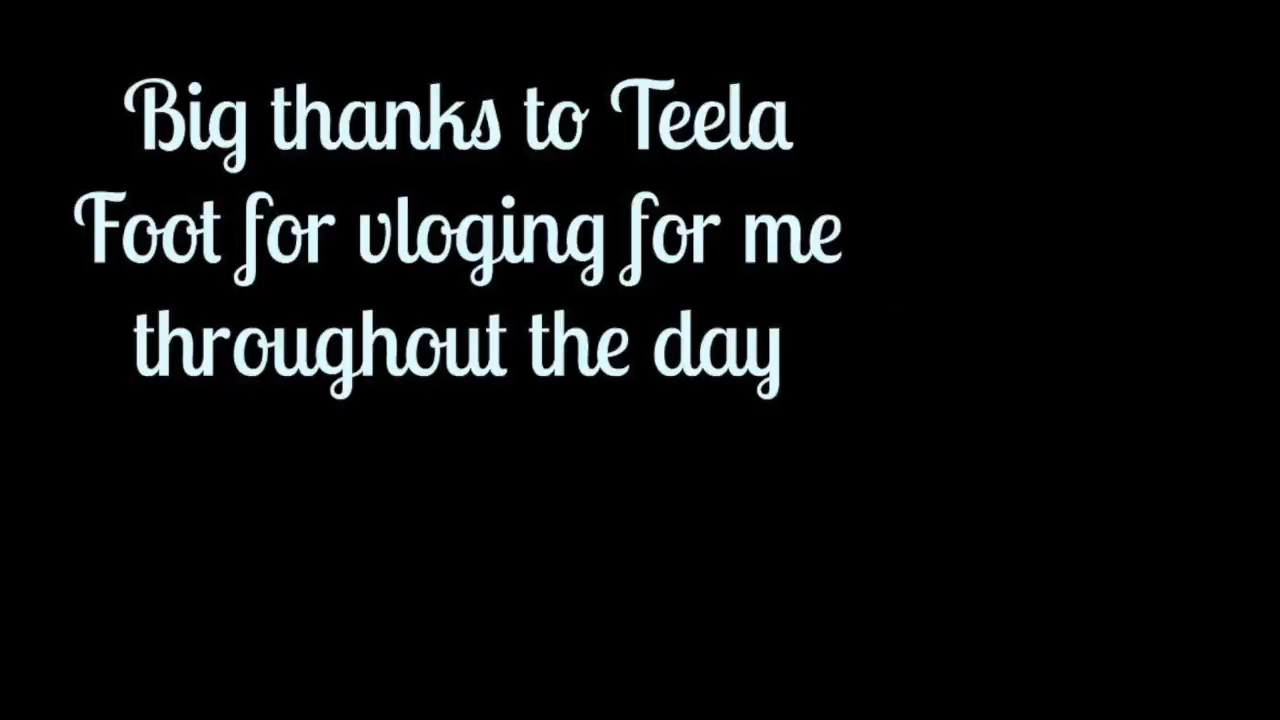 Big thanks to Teela
Foot for vloging for me
throughout the day